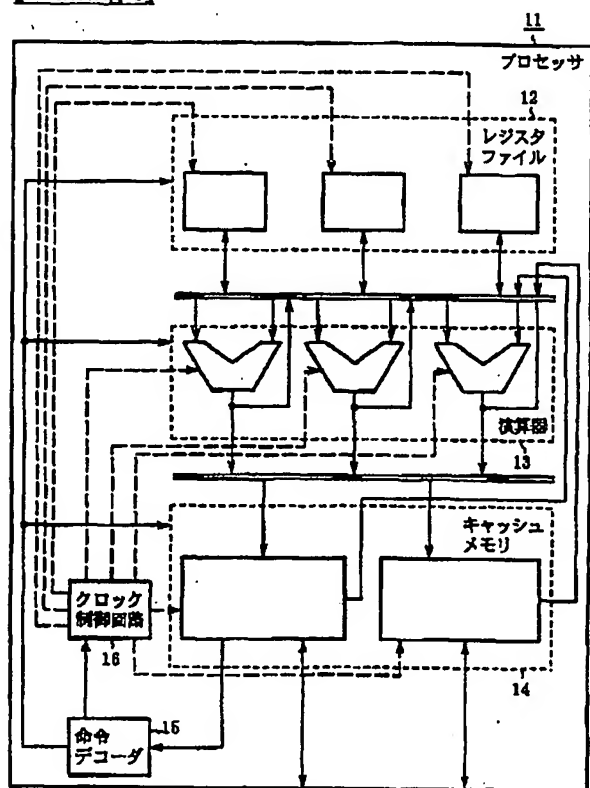 11
プロセッサ
12
レジスタ
ファイル
演算器
13
キャッシュ
メモリ
クロック
制御回路
16
14
15
命令
デコーダ